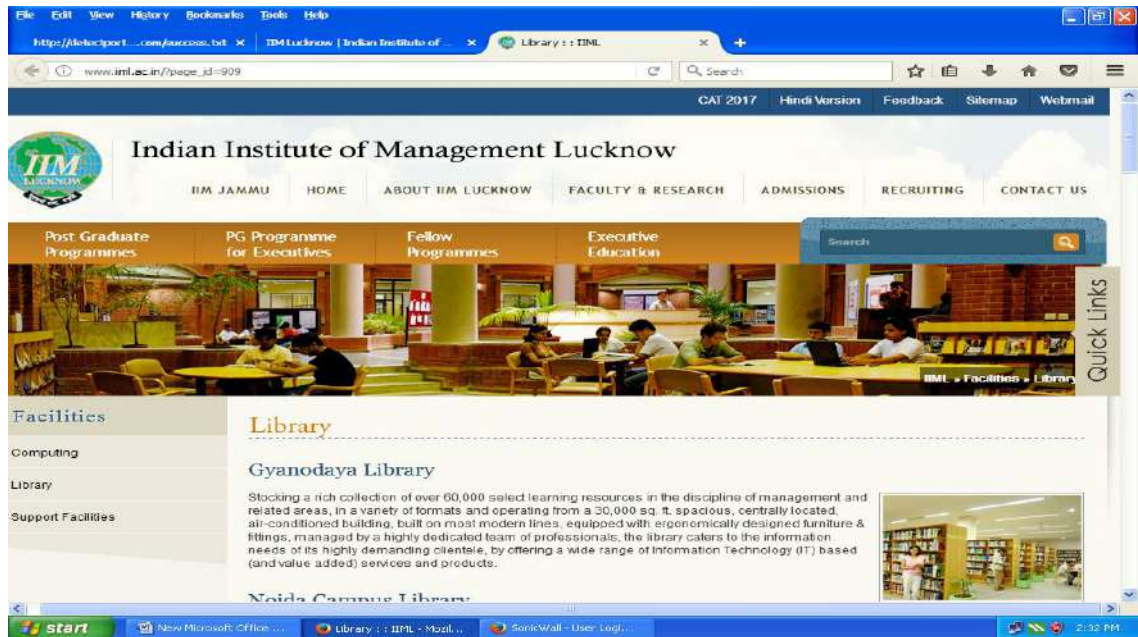 File Edit View History Bookmarks Tools Help
http://detectport....com/success.txt × IIM Lucknow | Indian Institute of ... × Library : : IIML × +
www.iiml.ac.in/?page_id=909 Search
CAT 2017 Hindi Version Feedback Sitemap Webmail
IIM LUCKNOW
Indian Institute of Management Lucknow
IIM JAMMU HOME ABOUT IIM LUCKNOW FACULTY & RESEARCH ADMISSIONS RECRUITING CONTACT US
Post Graduate Programmes PG Programme for Executives Fellow Programmes Executive Education Search
Quick Links
IIML » Facilities » Library
Facilities
Computing
Library
Support Facilities
Library
Gyanodaya Library
Stocking a rich collection of over 60,000 select learning resources in the discipline of management and
related areas, in a variety of formats and operating from a 30,000 sq. ft. spacious, centrally located,
air-conditioned building, built on most modern lines, equipped with ergonomically designed furniture &
fittings, managed by a highly dedicated team of professionals, the library caters to the information
needs of its highly demanding clientele, by offering a wide range of Information Technology (IT) based
(and value added) services and products.
Noida Campus Library
start New Microsoft Office ... Library : : IIML - Mozil... SonicWall - User Logi... 2:32 PM